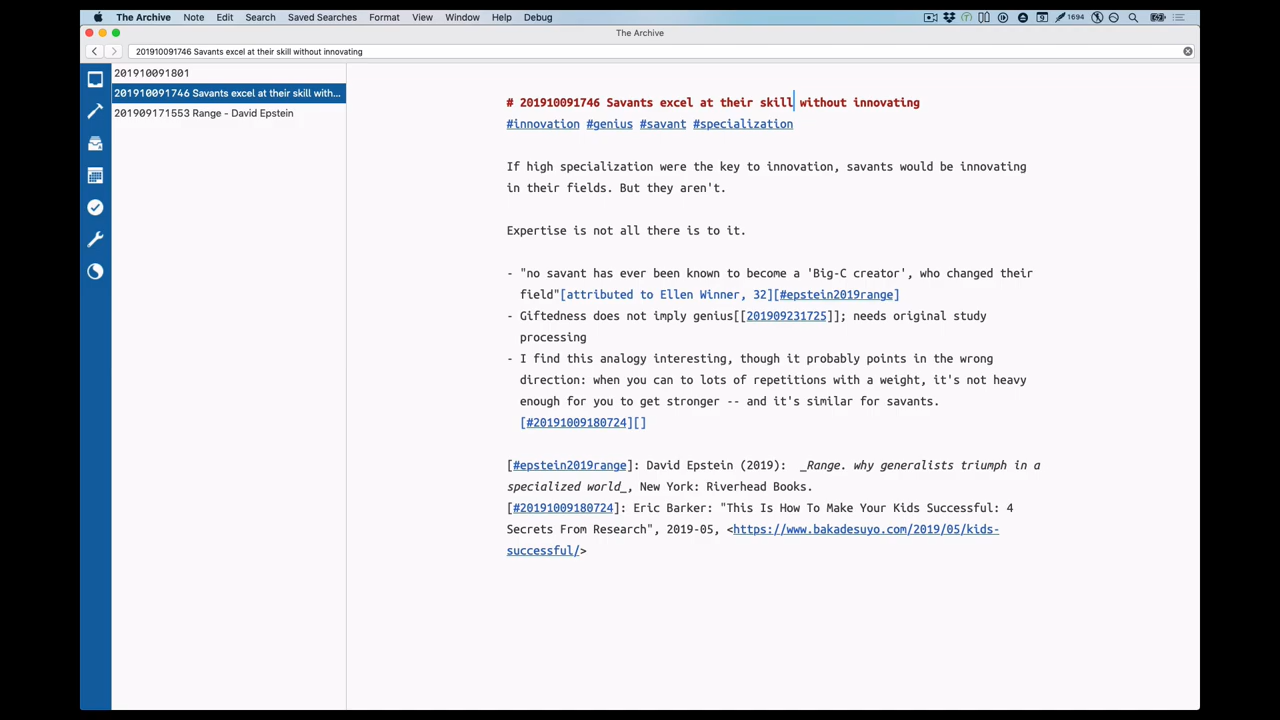 The Archive Note Edit Search Saved Searches Format View Window Help Debug 1694
The Archive
201910091746 Savants excel at their skill without innovating
201910091801
201910091746 Savants excel at their skill with...
201909171553 Range - David Epstein
# 201910091746 Savants excel at their skill without innovating
#innovation #genius #savant #specialization
If high specialization were the key to innovation, savants would be innovating
in their fields. But they aren't.
Expertise is not all there is to it.
- "no savant has ever been known to become a 'Big-C creator', who changed their
field"[attributed to Ellen Winner, 32][#epstein2019range]
- Giftedness does not imply genius[[201909231725]]; needs original study
processing
- I find this analogy interesting, though it probably points in the wrong
direction: when you can to lots of repetitions with a weight, it's not heavy
enough for you to get stronger -- and it's similar for savants.
[#20191009180724][]
[#epstein2019range]: David Epstein (2019):  _Range. why generalists triumph in a
specialized world_, New York: Riverhead Books.
[#20191009180724]: Eric Barker: "This Is How To Make Your Kids Successful: 4
Secrets From Research", 2019-05, <https://www.bakadesuyo.com/2019/05/kids-
successful/>